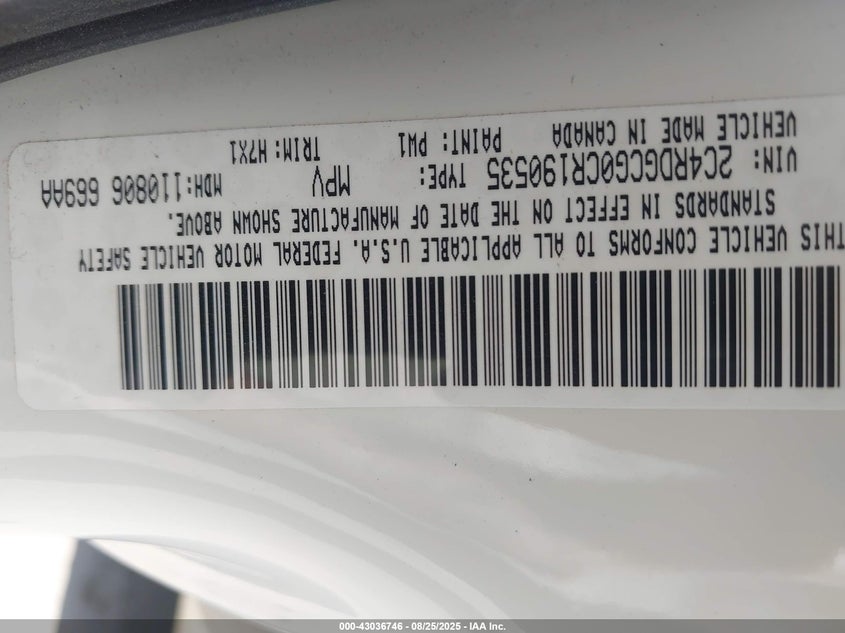 THIS VEHICLE CONFORMS TO ALL APPLICABLE U.S.A. FEDERAL MOTOR VEHICLE SAFETY
STANDARDS IN EFFECT ON THE DATE OF MANUFACTURE SHOWN ABOVE.
VIN: 2C4RDGCG0CR190535 TYPE: MPV MDH:110806 669AA
VEHICLE MADE IN CANADA PAINT: PW1 TRIM:H7X1
000-43036746 - 08/25/2025 - IAA Inc.